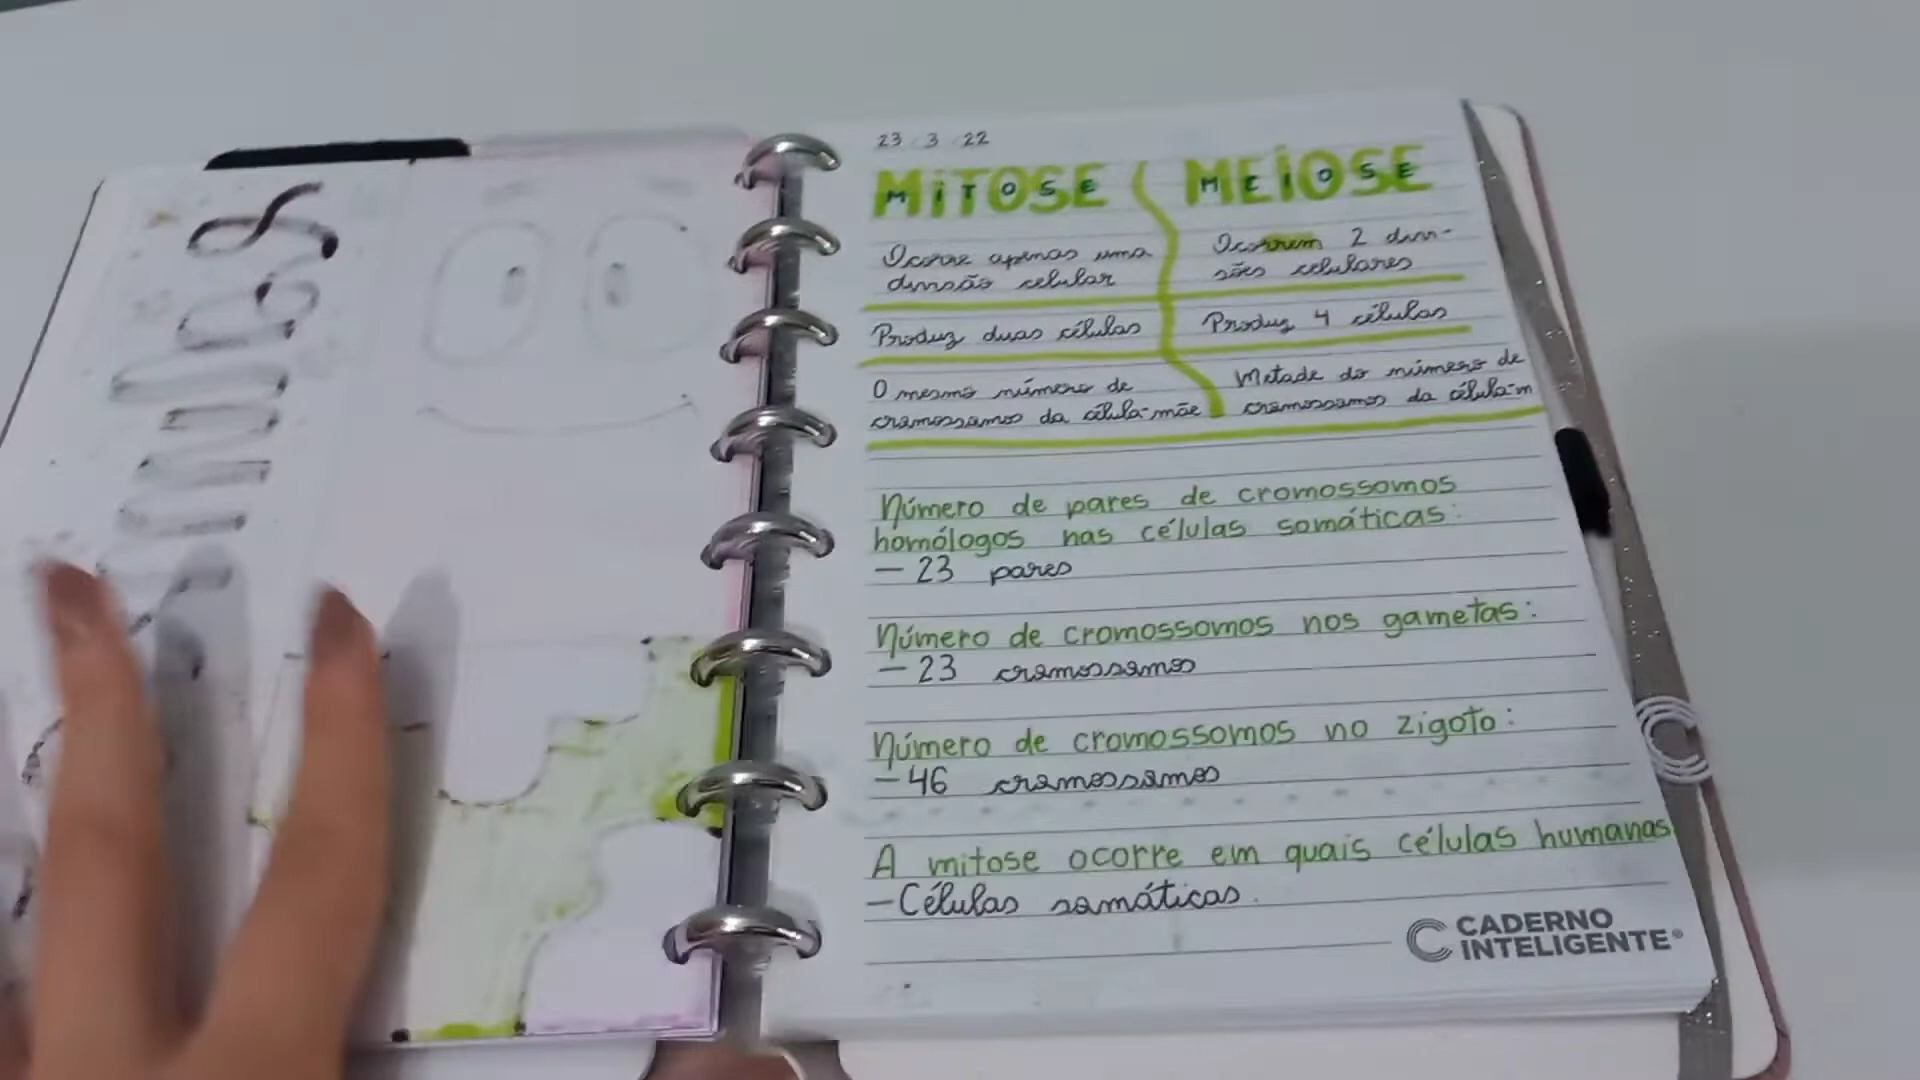 23 3 22
MITOSE
MEIOSE
Ocorre apenas uma
divisão celular
Ocorrem 2 divi-
sões celulares
Produz duas células
Produz 4 células
O mesmo número de
cromossomos da célula-mãe
Metade do número de
cromossomos da célula-m
Número de pares de cromossomos
homólogos nas células somáticas:
- 23 pares
Número de cromossomos nos gametas:
- 23 cromossomos
Número de cromossomos no zigoto:
- 46 cromossomos
A mitose ocorre em quais células humanas
- Células somáticas.
CADERNO
INTELIGENTE®